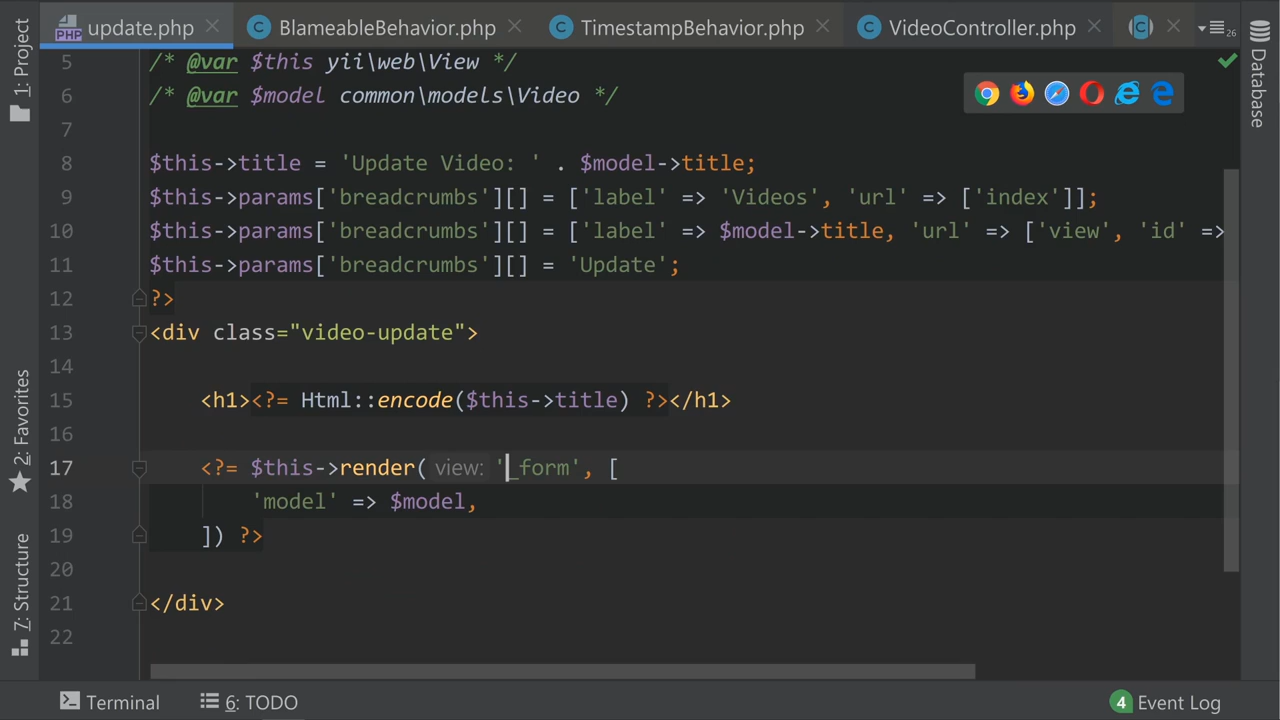 update.php BlameableBehavior.php TimestampBehavior.php VideoController.php 26
1: Project
2: Favorites
7: Structure
Database
5 /* @var $this yii\web\View */
6 /* @var $model common\models\Video */
7
8 $this->title = 'Update Video: ' . $model->title;
9 $this->params['breadcrumbs'][] = ['label' => 'Videos', 'url' => ['index']];
10 $this->params['breadcrumbs'][] = ['label' => $model->title, 'url' => ['view', 'id' =>
11 $this->params['breadcrumbs'][] = 'Update';
12 ?>
13 <div class="video-update">
14
15 <h1><?= Html::encode($this->title) ?></h1>
16
17 <?= $this->render( view: '_form', [
18 'model' => $model,
19 ]) ?>
20
21 </div>
22
Terminal 6: TODO 4 Event Log